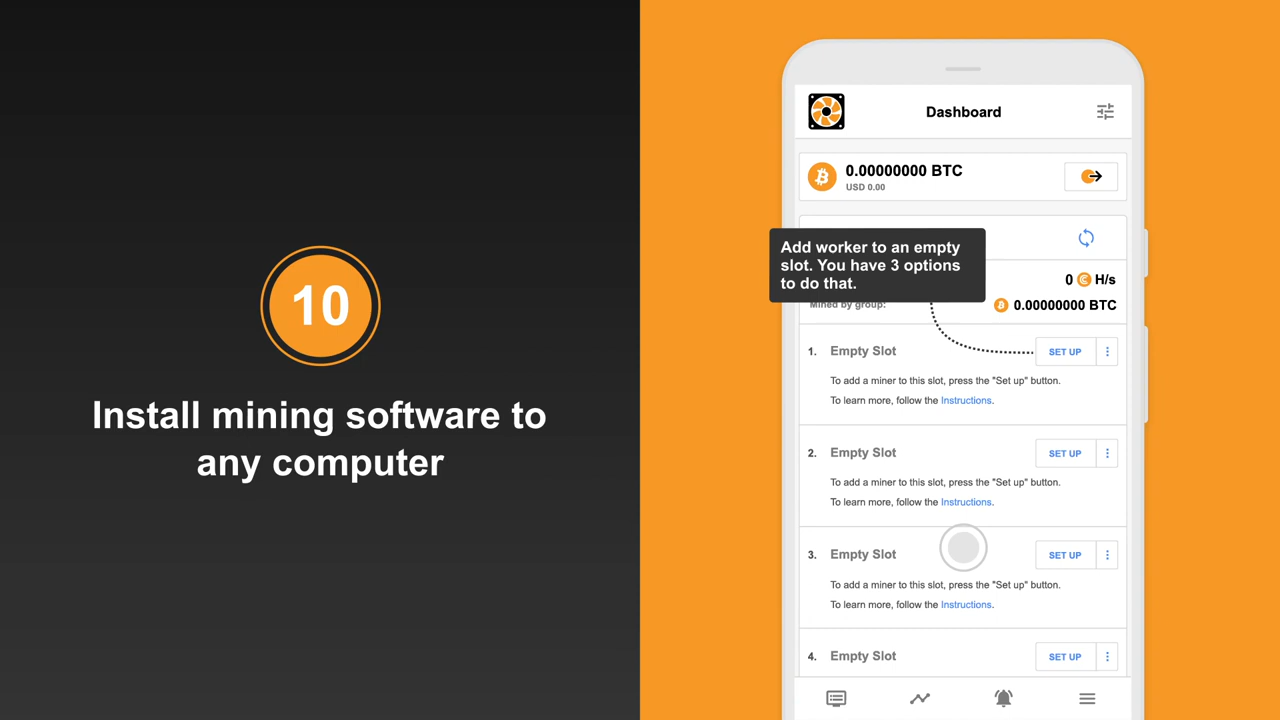 10
Install mining software to
any computer
Dashboard
0.00000000 BTC
USD 0.00
Add worker to an empty
slot. You have 3 options
to do that.
0 H/s
Mined by group:
0.00000000 BTC
1. Empty Slot
SET UP
To add a miner to this slot, press the "Set up" button.
To learn more, follow the Instructions.
2. Empty Slot
SET UP
To add a miner to this slot, press the "Set up" button.
To learn more, follow the Instructions.
3. Empty Slot
SET UP
To add a miner to this slot, press the "Set up" button.
To learn more, follow the Instructions.
4. Empty Slot
SET UP